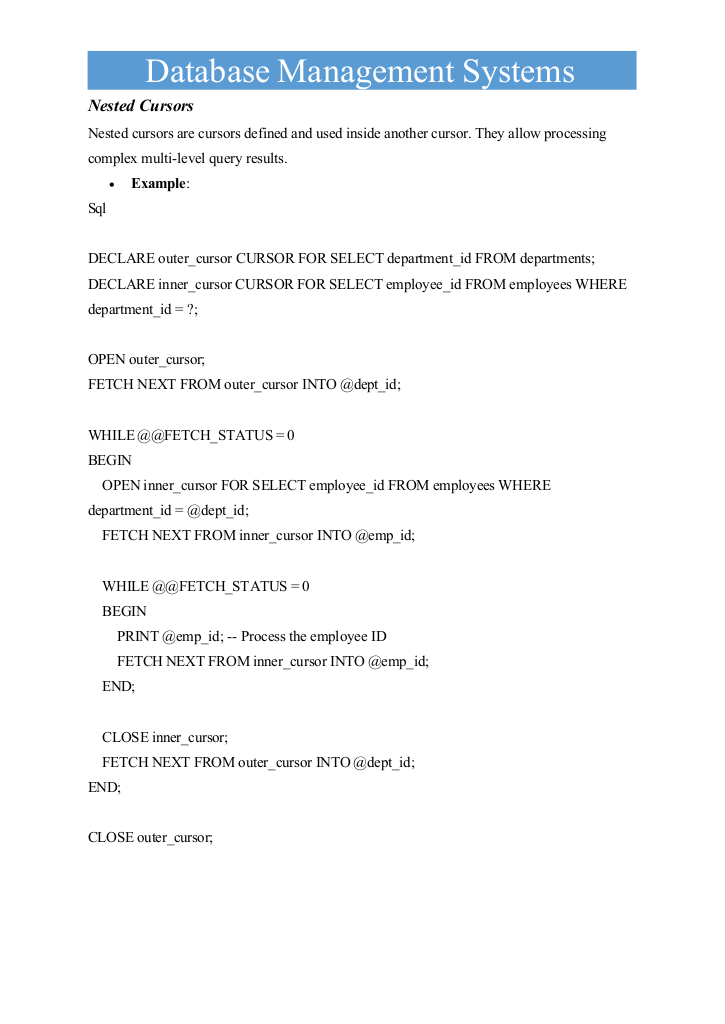 Database Management Systems
Nested Cursors
Nested cursors are cursors defined and used inside another cursor. They allow processing
complex multi-level query results.
• Example:
Sql
DECLARE outer_cursor CURSOR FOR SELECT department_id FROM departments;
DECLARE inner_cursor CURSOR FOR SELECT employee_id FROM employees WHERE
department_id = ?;
OPEN outer_cursor;
FETCH NEXT FROM outer_cursor INTO @dept_id;
WHILE @@FETCH_STATUS = 0
BEGIN
OPEN inner_cursor FOR SELECT employee_id FROM employees WHERE
department_id = @dept_id;
FETCH NEXT FROM inner_cursor INTO @emp_id;
WHILE @@FETCH_STATUS = 0
BEGIN
PRINT @emp_id; -- Process the employee ID
FETCH NEXT FROM inner_cursor INTO @emp_id;
END;
CLOSE inner_cursor;
FETCH NEXT FROM outer_cursor INTO @dept_id;
END;
CLOSE outer_cursor;